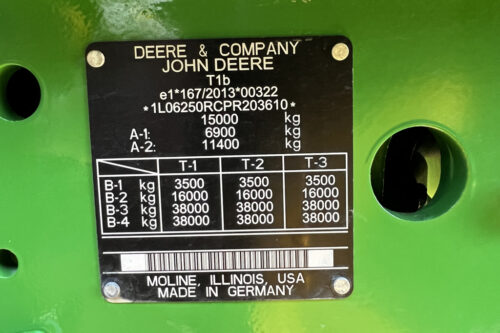 DEERE & COMPANY
JOHN DEERE
T1b
e1*167/2013*00322
*1L06250RCPR203610*
15000 kg
A-1: 6900 kg
A-2: 11400 kg
T-1 T-2 T-3
B-1 kg 3500 3500 3500
B-2 kg 16000 16000 16000
B-3 kg 38000 38000 38000
B-4 kg 38000 38000 38000
MOLINE, ILLINOIS, USA
MADE IN GERMANY